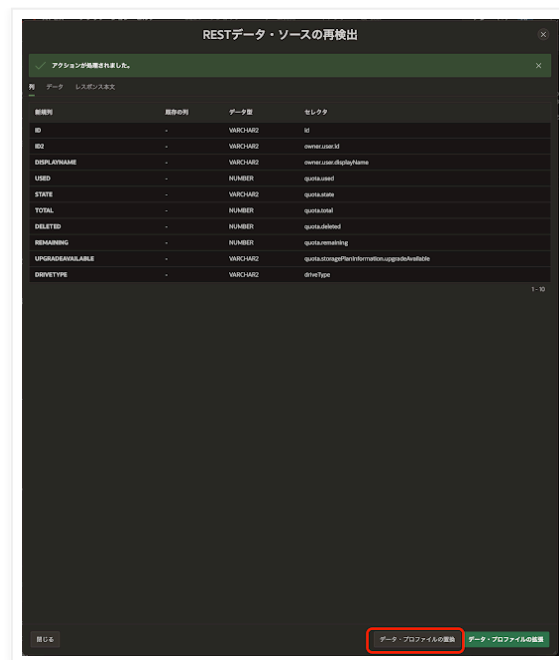 RESTデータ・ソースの再検出
アクションが処理されました。
列 データ レスポンス本文
新規列 既存の列 データ型 セレクタ
ID - VARCHAR2 id
ID2 - VARCHAR2 owner.user.id
DISPLAYNAME - VARCHAR2 owner.user.displayName
USED - NUMBER quota.used
STATE - VARCHAR2 quota.state
TOTAL - NUMBER quota.total
DELETED - NUMBER quota.deleted
REMAINING - NUMBER quota.remaining
UPGRADEAVAILABLE - VARCHAR2 quota.storagePlanInformation.upgradeAvailable
DRIVETYPE - VARCHAR2 driveType
1 - 10
閉じる データ・プロファイルの置換 データ・プロファイルの拡張